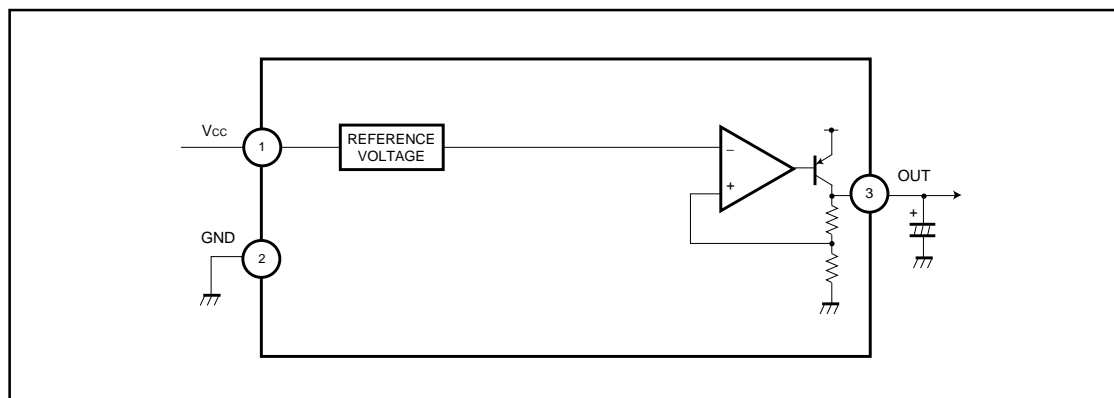 Vcc
1
REFERENCE
VOLTAGE
−
+
OUT
3
+
GND
2